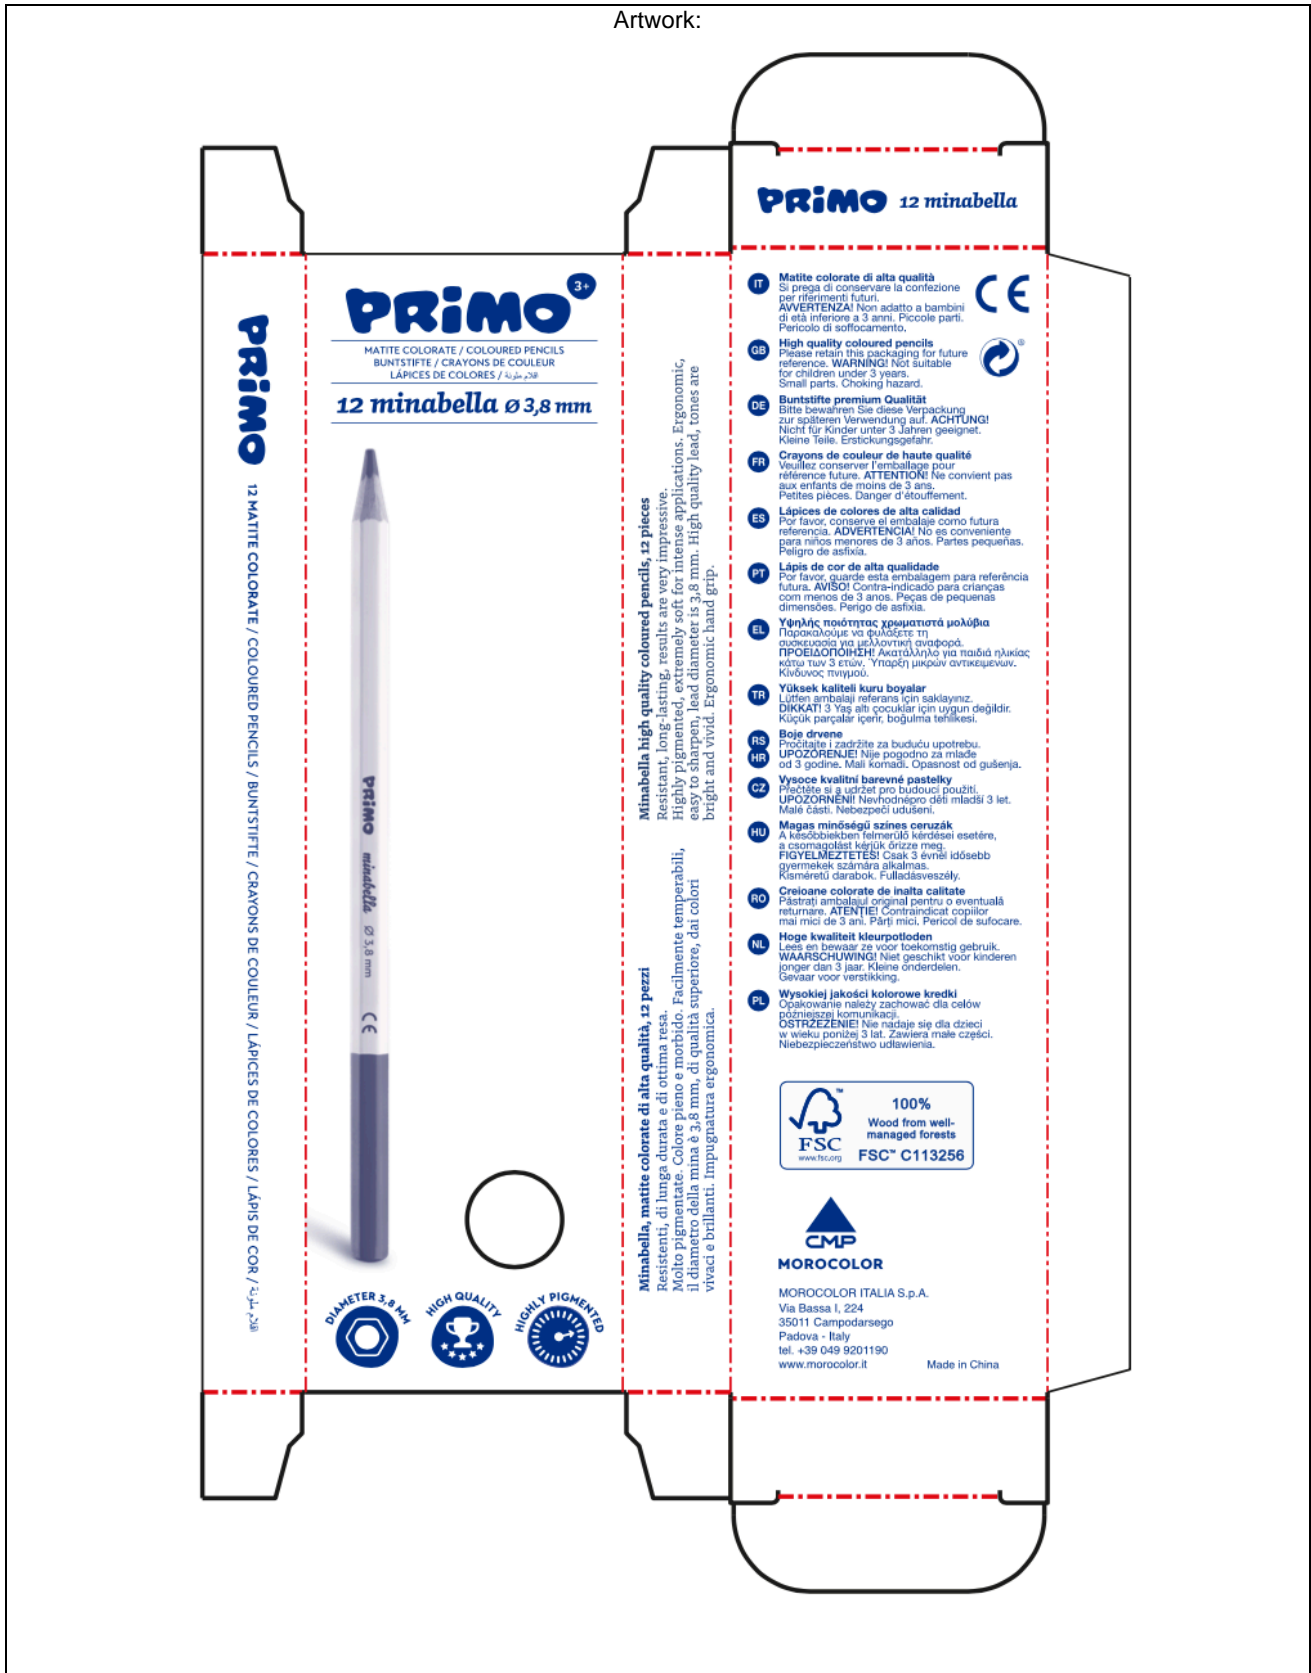 Artwork:
PRiMO 12 minabella
PRiMO 3+
MATITE COLORATE / COLOURED PENCILS
BUNTSTIFTE / CRAYONS DE COULEUR
LÁPICES DE COLORES / اقلام ملونة
12 minabella Ø 3,8 mm
PRiMO minabella Ø 3,8 mm CE
DIAMETER 3,8 MM
HIGH QUALITY
HIGHLY PIGMENTED
PRiMO 12 MATITE COLORATE / COLOURED PENCILS / BUNTSTIFTE / CRAYONS DE COULEUR / LÁPICES DE COLORES / LÁPIS DE COR / اقلام ملونة
Minabella high quality coloured pencils, 12 pieces
Resistant, long-lasting, results are very impressive.
Highly pigmented, extremely soft for intense applications. Ergonomic,
easy to sharpen, lead diameter is 3,8 mm. High quality lead, tones are
bright and vivid. Ergonomic hand grip.
Minabella, matite colorate di alta qualità, 12 pezzi
Resistenti, di lunga durata e di ottima resa.
Molto pigmentate. Colore pieno e morbido. Facilmente temperabili,
il diametro della mina è 3,8 mm, di qualità superiore, dai colori
vivaci e brillanti. Impugnatura ergonomica.
IT Matite colorate di alta qualità
Si prega di conservare la confezione
per riferimenti futuri.
AVVERTENZA! Non adatto a bambini
di età inferiore a 3 anni. Piccole parti.
Pericolo di soffocamento.
CE
GB High quality coloured pencils
Please retain this packaging for future
reference. WARNING! Not suitable
for children under 3 years.
Small parts. Choking hazard.
®
DE Buntstifte premium Qualität
Bitte bewahren Sie diese Verpackung
zur späteren Verwendung auf. ACHTUNG!
Nicht für Kinder unter 3 Jahren geeignet.
Kleine Teile. Erstickungsgefahr.
FR Crayons de couleur de haute qualité
Veuillez conserver l'emballage pour
référence future. ATTENTION! Ne convient pas
aux enfants de moins de 3 ans.
Petites pièces. Danger d'étouffement.
ES Lápices de colores de alta calidad
Por favor, conserve el embalaje como futura
referencia. ADVERTENCIA! No es conveniente
para niños menores de 3 años. Partes pequeñas.
Peligro de asfixia.
PT Lápis de cor de alta qualidade
Por favor, guarde esta embalagem para referência
futura. AVISO! Contra-indicado para crianças
com menos de 3 anos. Peças de pequenas
dimensões. Perigo de asfixia.
EL Υψηλής ποιότητας χρωματιστά μολύβια
Παρακαλούμε να φυλάξετε τη
συσκευασία για μελλοντική αναφορά.
ΠΡΟΕΙΔΟΠΟΙΗΣΗ! Ακατάλληλο για παιδιά ηλικίας
κάτω των 3 ετών. Ύπαρξη μικρών αντικειμενων.
Κίνδυνος πνιγμού.
TR Yüksek kaliteli kuru boyalar
Lütfen ambalaji referans için saklayınız.
DİKKAT! 3 Yaş altı çocuklar için uygun değildir.
Küçük parçalar içerir, boğulma tehlikesi.
RS HR Boje drvene
Pročitajte i zadržite za buduću upotrebu.
UPOZORENJE! Nije pogodno za mlađe
od 3 godine. Mali komadi. Opasnost od gušenja.
CZ Vysoce kvalitní barevné pastelky
Přečtěte si a udržet pro budoucí použití.
UPOZORNĚNÍ! Nevhodnépro děti mladší 3 let.
Malé části. Nebezpečí udušení.
HU Magas minőségű színes ceruzák
A későbbiekben felmerülő kérdései esetére,
a csomagolást kérjük őrizze meg.
FIGYELMEZTETÉS! Csak 3 évnél idősebb
gyermekek számára alkalmas.
Kisméretű darabok. Fulladásveszély.
RO Creioane colorate de inalta calitate
Păstrați ambalajul original pentru o eventuală
returnare. ATENȚIE! Contraindicat copiilor
mai mici de 3 ani. Părți mici. Pericol de sufocare.
NL Hoge kwaliteit kleurpotloden
Lees en bewaar ze voor toekomstig gebruik.
WAARSCHUWING! Niet geschikt voor kinderen
jonger dan 3 jaar. Kleine onderdelen.
Gevaar voor verstikking.
PL Wysokiej jakości kolorowe kredki
Opakowanie należy zachować dla celów
późniejszej komunikacji.
OSTRZEŻENIE! Nie nadaje się dla dzieci
w wieku poniżej 3 lat. Zawiera małe części.
Niebezpieczeństwo udławienia.
FSC ™
www.fsc.org
100%
Wood from well-
managed forests
FSC™ C113256
CMP
MOROCOLOR
MOROCOLOR ITALIA S.p.A.
Via Bassa I, 224
35011 Campodarsego
Padova - Italy
tel. +39 049 9201190
www.morocolor.it Made in China